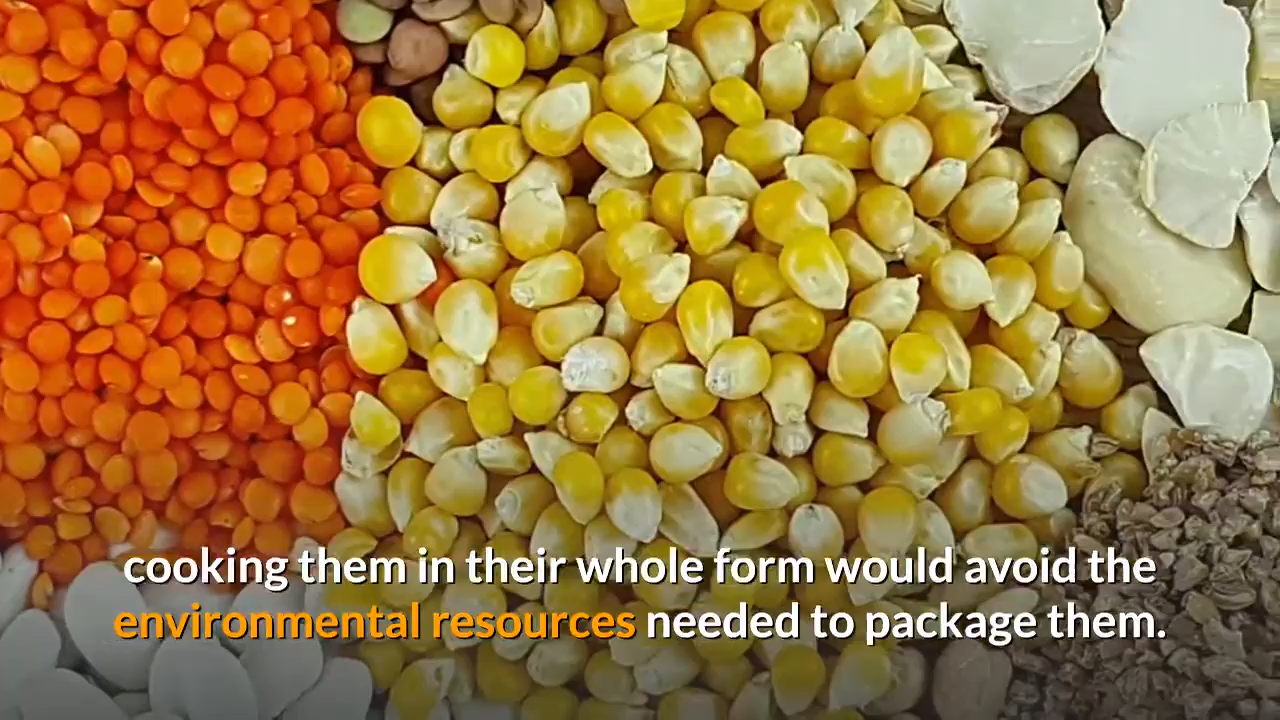 cooking them in their whole form would avoid the
environmental resources needed to package them.